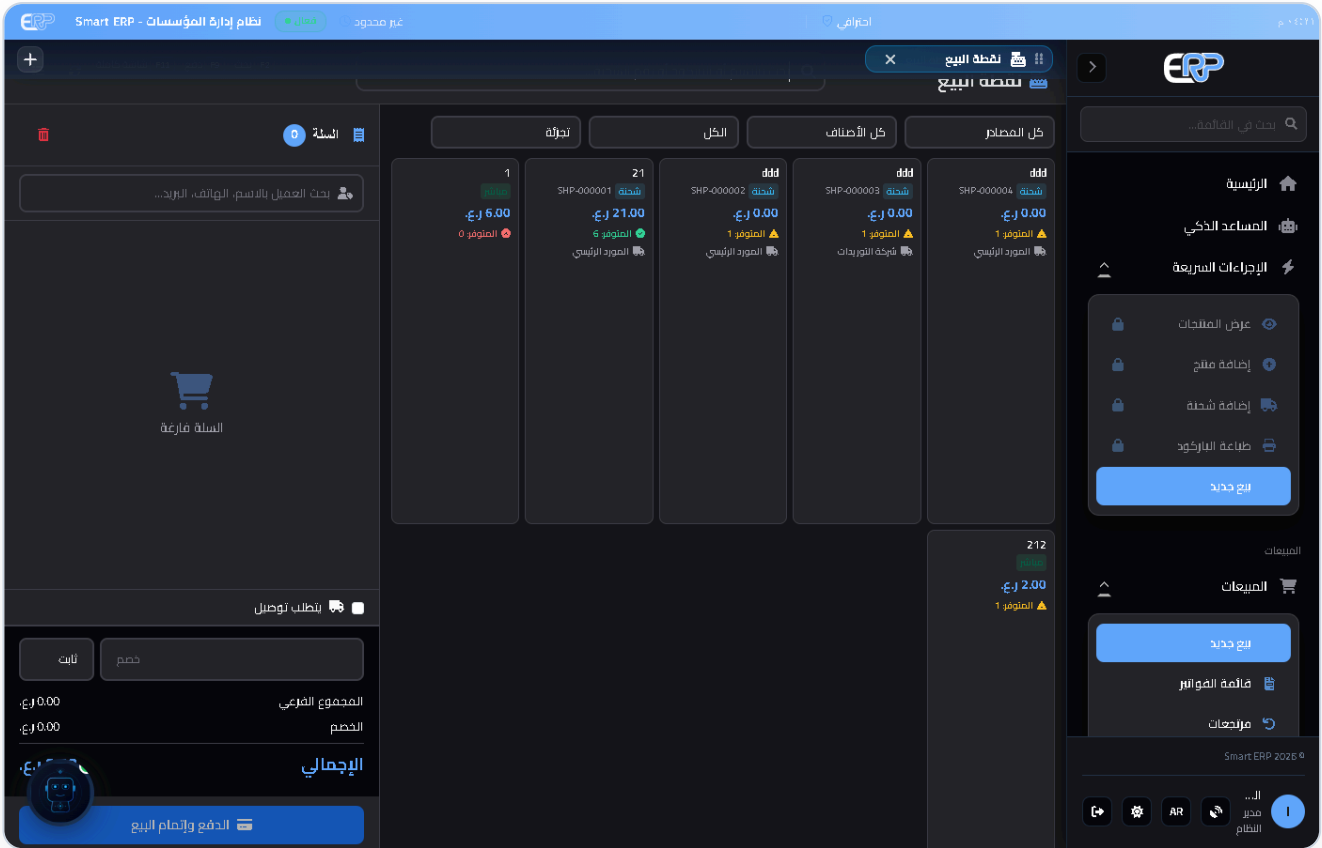 ERP
Smart ERP - نظام إدارة المؤسسات
غير محدود
احترافي
نقطة البيع
نقطة البيع
ERP
بحث في القائمة...
الرئيسية
المساعد الذكي
الإجراءات السريعة
عرض المنتجات
إضافة منتج
إضافة شحنة
طباعة الباركود
بيع جديد
المبيعات
المبيعات
بيع جديد
قائمة الفواتير
مرتجعات
© 2026 Smart ERP
ا
ال...
مدير
النظام
AR
كل المصادر
كل الأصناف
الكل
تجزئة
ddd
شحنة SHP-000004
0.00 ر.ع.
المتوفر: 1
المورد الرئيسي
ddd
شحنة SHP-000003
0.00 ر.ع.
المتوفر: 1
شركة التوريدات
ddd
شحنة SHP-000002
0.00 ر.ع.
المتوفر: 1
المورد الرئيسي
21
شحنة SHP-000001
21.00 ر.ع.
المتوفر: 6
المورد الرئيسي
1
مباشر
6.00 ر.ع.
المتوفر: 0
212
مباشر
2.00 ر.ع.
المتوفر: 1
السلة 0
بحث العميل بالاسم، الهاتف، البريد...
السلة فارغة
يتطلب توصيل
خصم
ثابت
المجموع الفرعي 0.00 ر.ع.
الخصم 0.00 ر.ع.
الإجمالي ر.ع.
الدفع وإتمام البيع